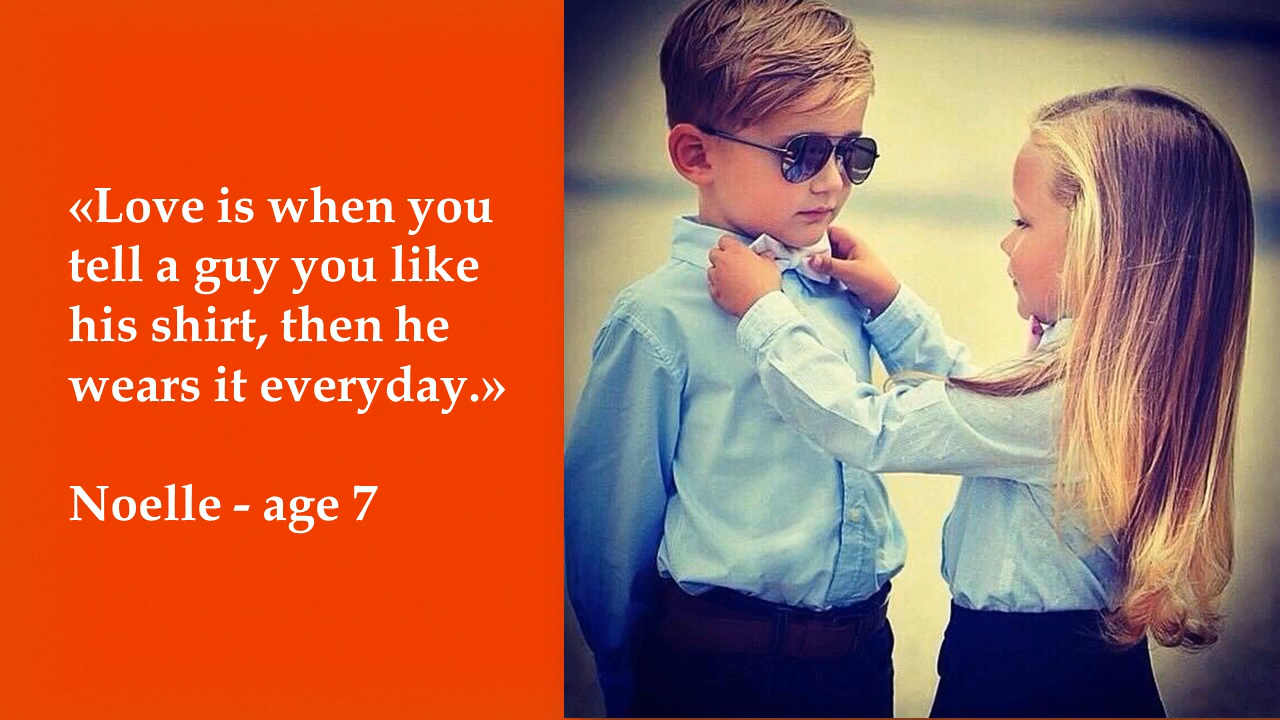 «Love is when you
tell a guy you like
his shirt, then he
wears it everyday.»
Noelle - age 7